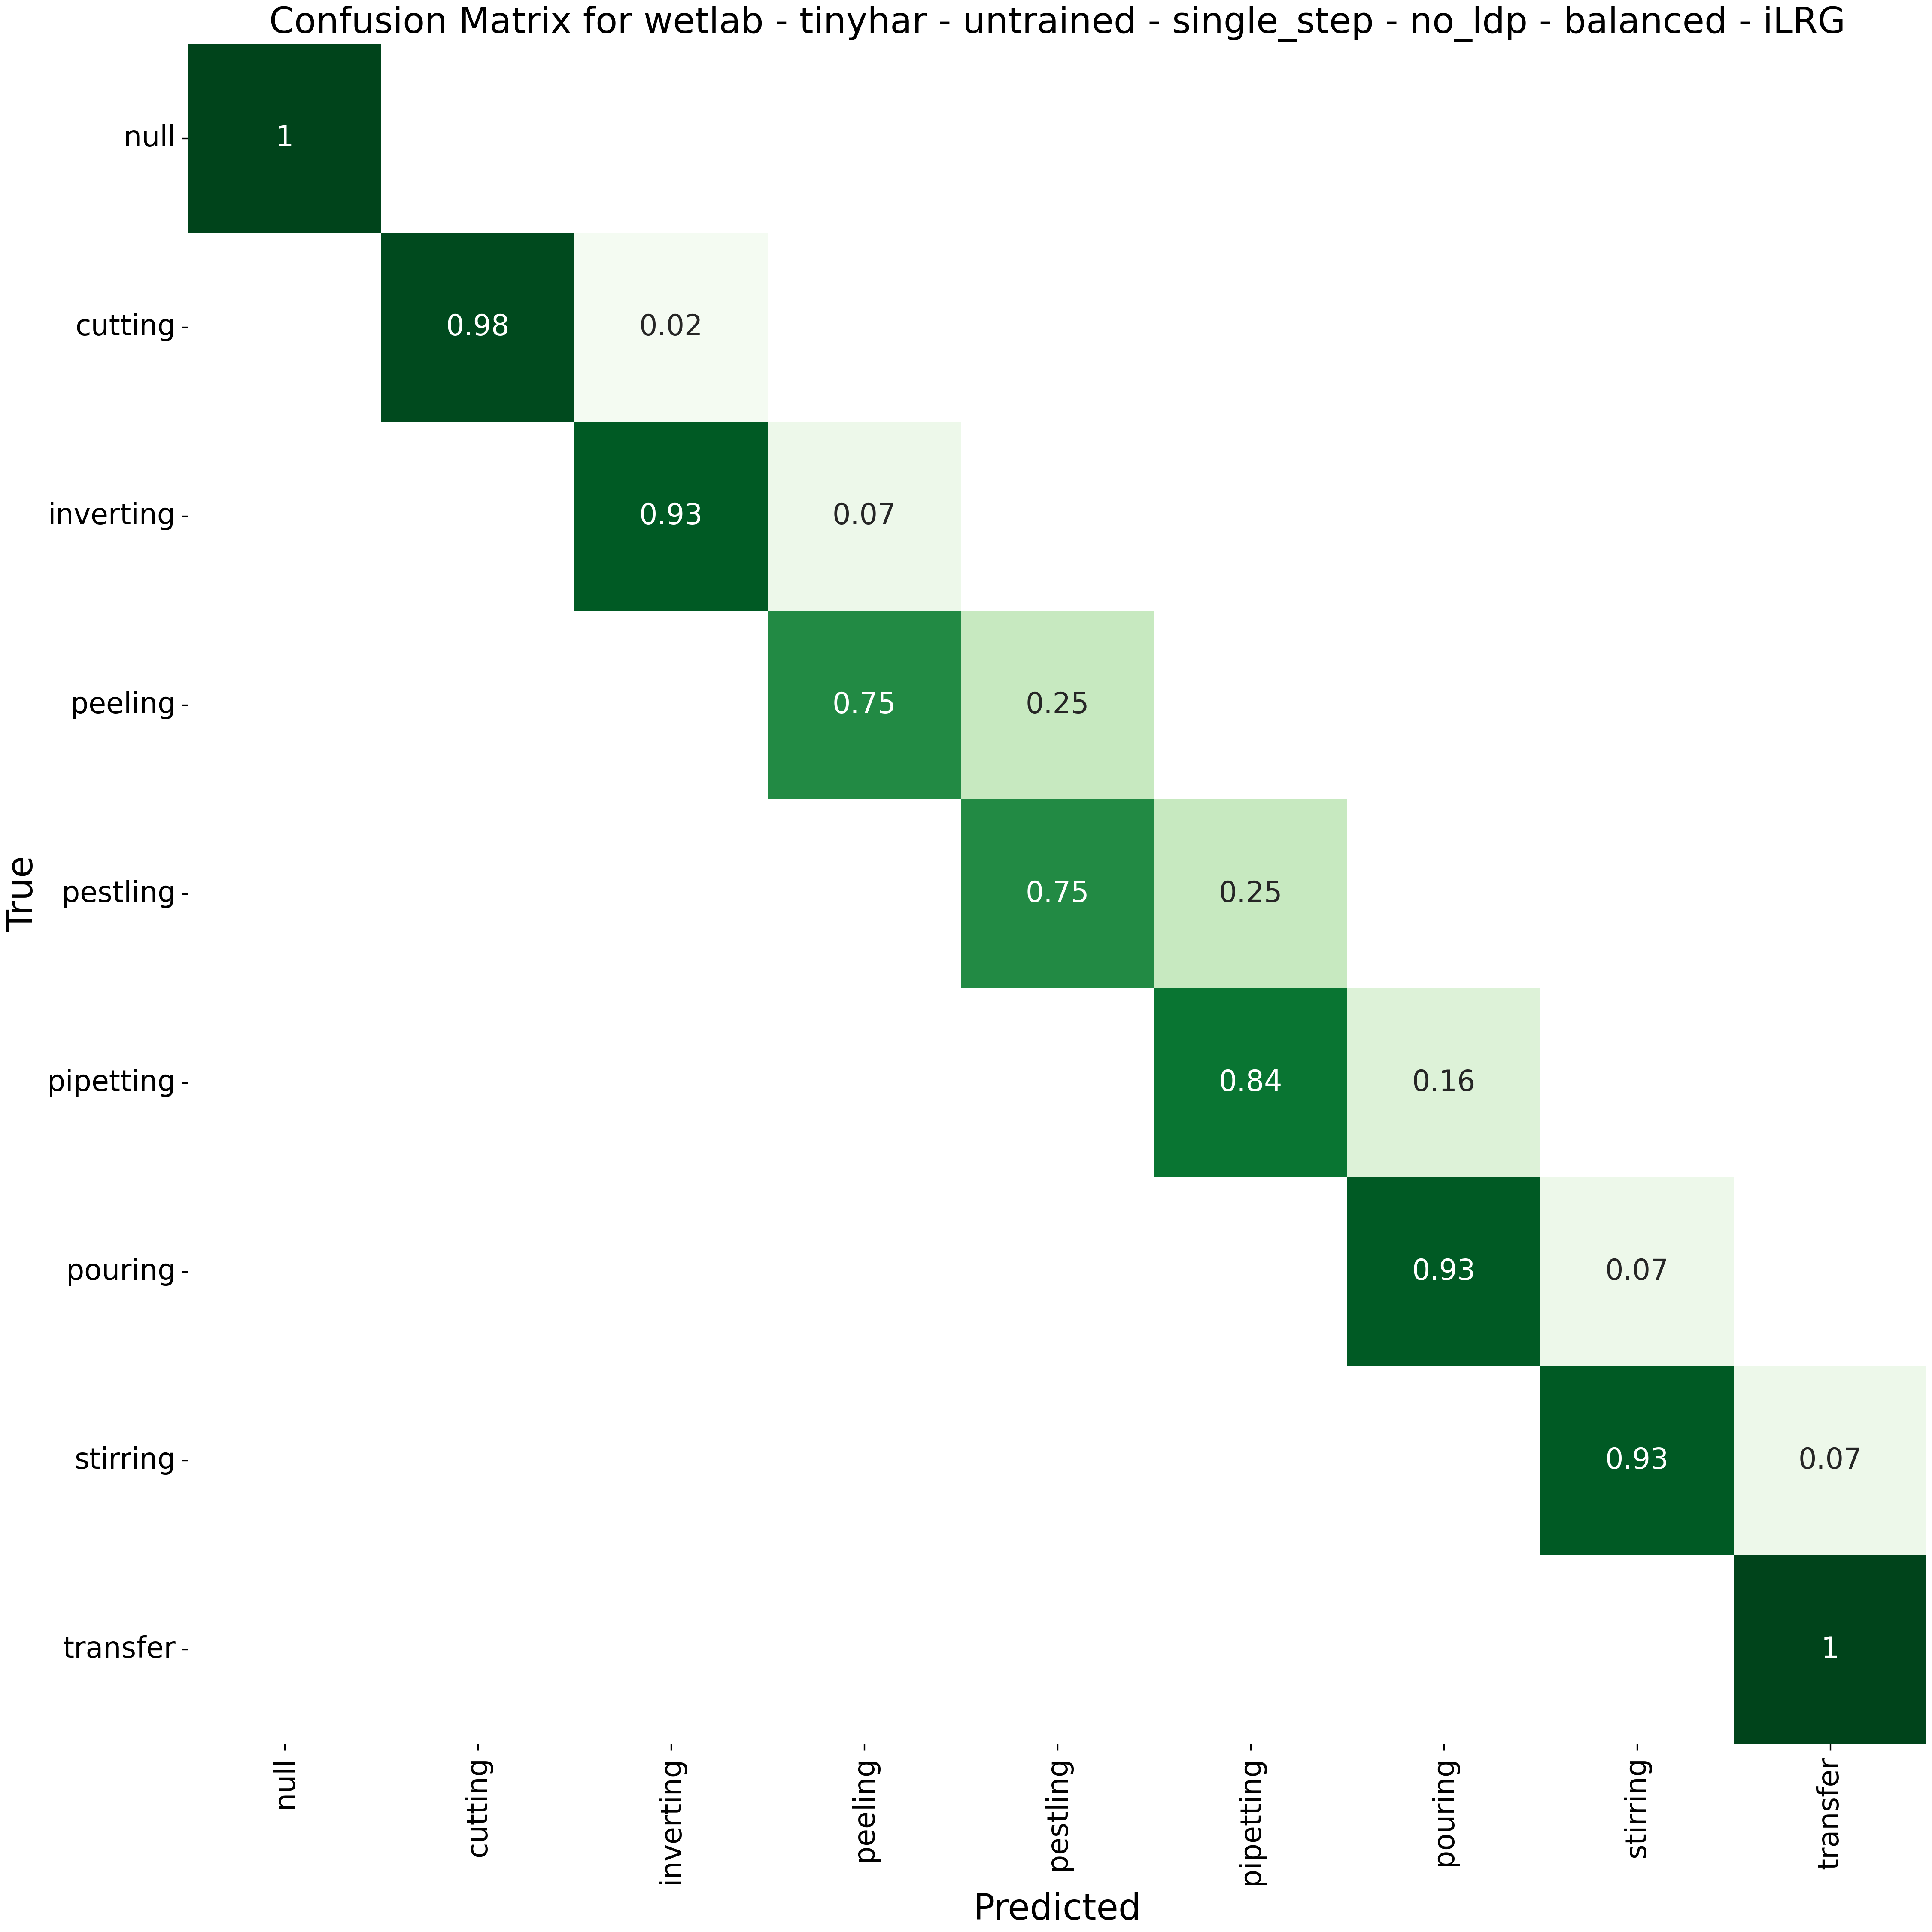 Confusion Matrix for wetlab - tinyhar - untrained - single_step - no_ldp - balanced - iLRG
null
1
cutting
0.98 0.02
inverting
0.93 0.07
peeling
0.75 0.25
pestling
0.75 0.25
True
pipetting
0.84 0.16
pouring
0.93 0.07
stirring
0.93 0.07
transfer
1
null cutting inverting peeling pestling pipetting pouring stirring transfer
Predicted